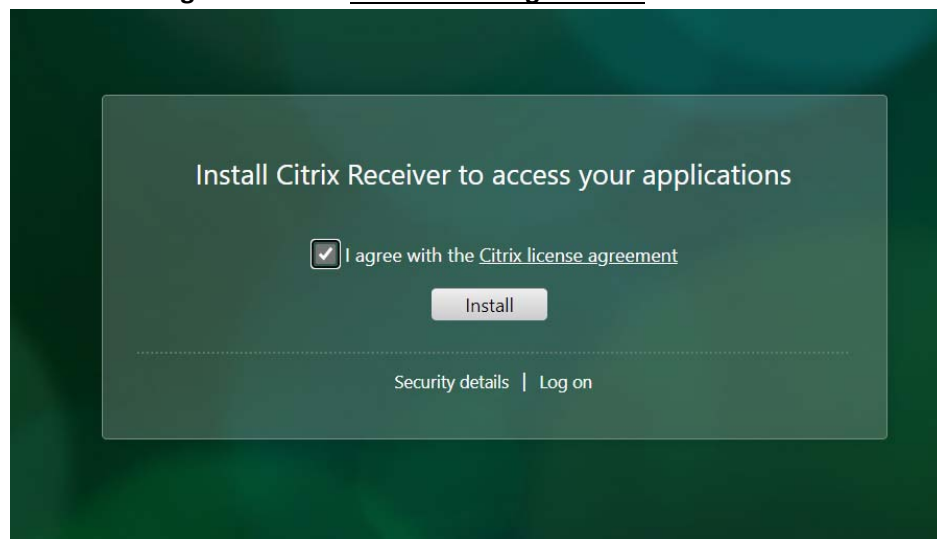 Install Citrix Receiver to access your applications
I agree with the Citrix license agreement
Install
Security details | Log on